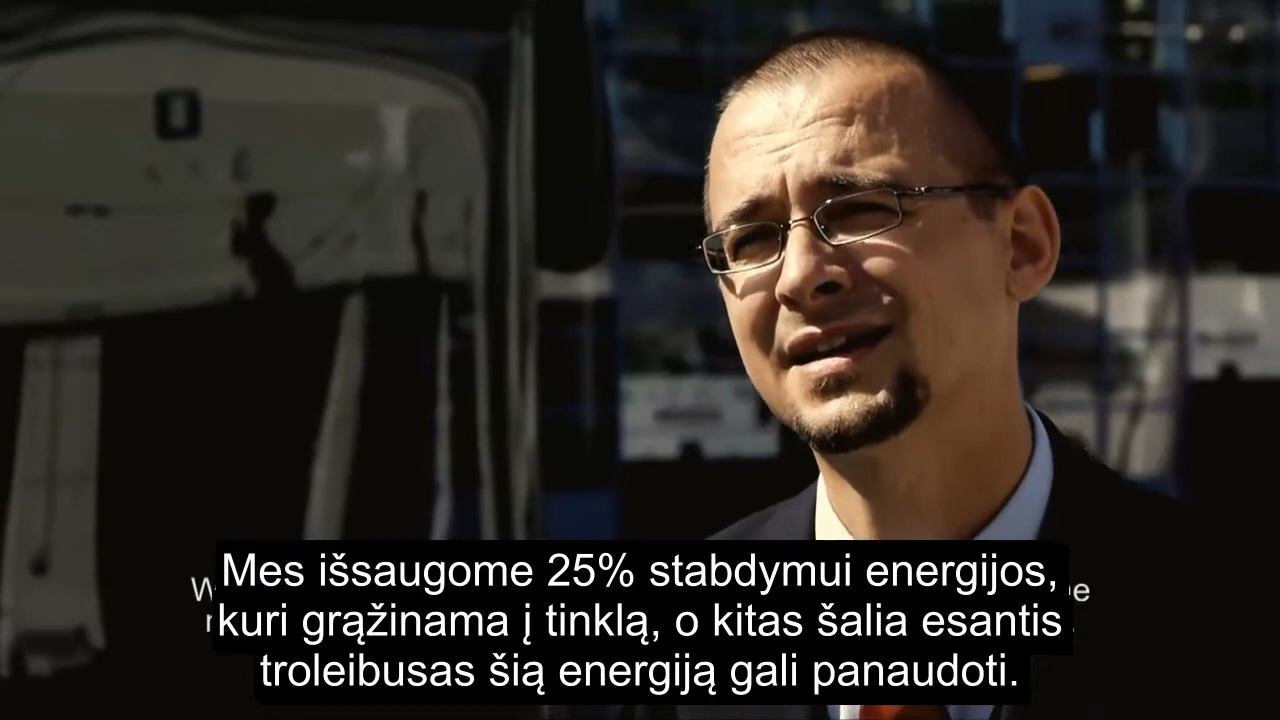 Mes išsaugome 25% stabdymui energijos,
kuri grąžinama į tinklą, o kitas šalia esantis
troleibusas šią energiją gali panaudoti.